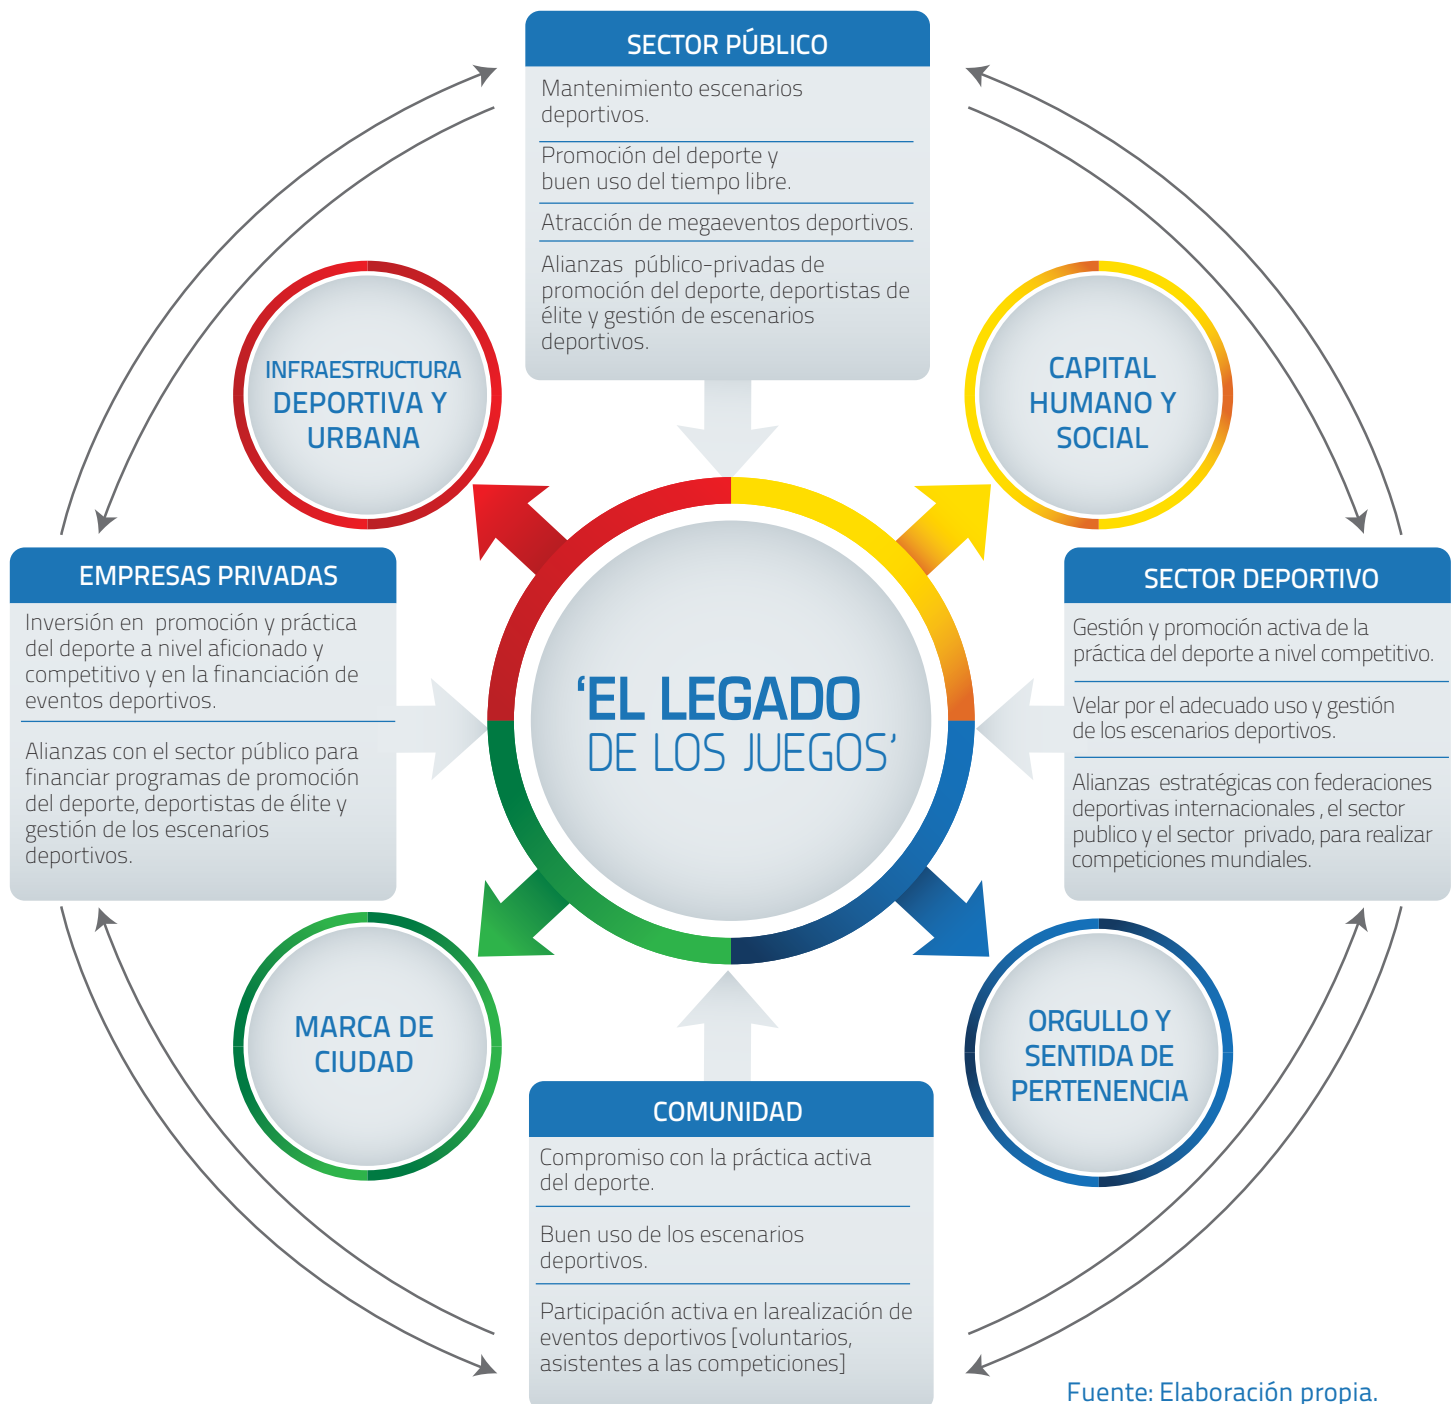 SECTOR PÚBLICO
Mantenimiento escenarios
deportivos.
Promoción del deporte y
buen uso del tiempo libre.
Atracción de megaeventos deportivos.
Alianzas público-privadas de
promoción del deporte, deportistas de
élite y gestión de escenarios
deportivos.
INFRAESTRUCTURA
DEPORTIVA Y
URBANA
CAPITAL
HUMANO Y
SOCIAL
EMPRESAS PRIVADAS
Inversión en promoción y práctica
del deporte a nivel aficionado y
competitivo y en la financiación de
eventos deportivos.
Alianzas con el sector público para
financiar programas de promoción
del deporte, deportistas de élite y
gestión de los escenarios
deportivos.
'EL LEGADO
DE LOS JUEGOS'
SECTOR DEPORTIVO
Gestión y promoción activa de la
práctica del deporte a nivel competitivo.
Velar por el adecuado uso y gestión
de los escenarios deportivos.
Alianzas estratégicas con federaciones
deportivas internacionales , el sector
publico y el sector privado, para realizar
competiciones mundiales.
MARCA DE
CIUDAD
ORGULLO Y
SENTIDA DE
PERTENENCIA
COMUNIDAD
Compromiso con la práctica activa
del deporte.
Buen uso de los escenarios
deportivos.
Participación activa en larealización de
eventos deportivos [voluntarios,
asistentes a las competiciones]
Fuente: Elaboración propia.